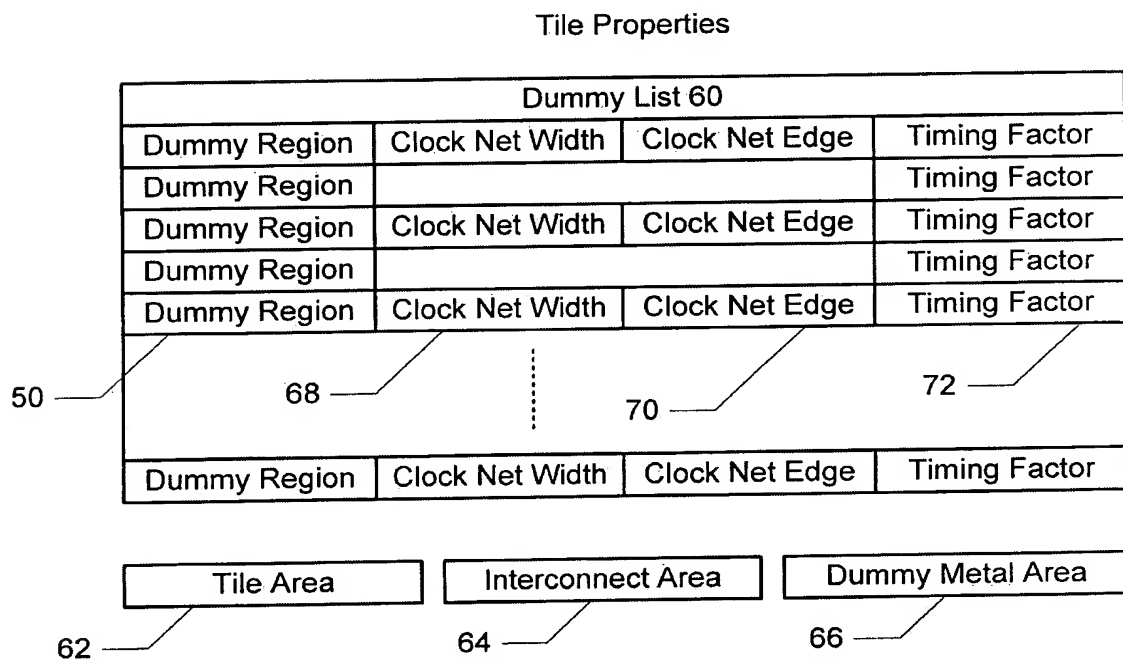 Tile Properties
Dummy List 60
Dummy Region Clock Net Width Clock Net Edge Timing Factor
Dummy Region Timing Factor
Dummy Region Clock Net Width Clock Net Edge Timing Factor
Dummy Region Timing Factor
Dummy Region Clock Net Width Clock Net Edge Timing Factor
50 68 70 72
Dummy Region Clock Net Width Clock Net Edge Timing Factor
Tile Area Interconnect Area Dummy Metal Area
62 64 66